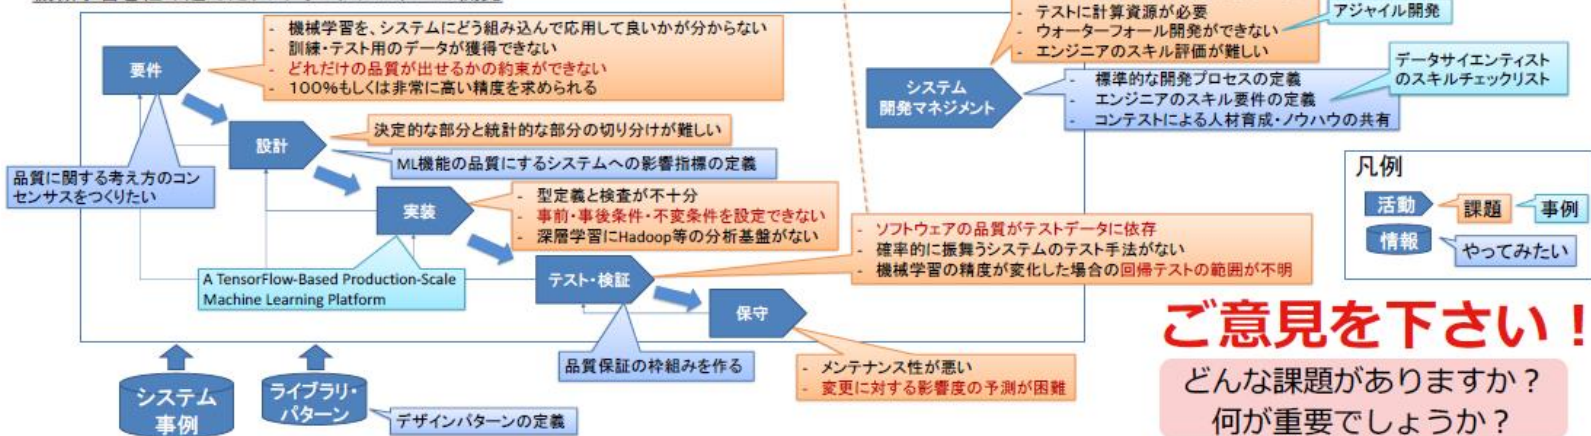 - テストに計算資源が必要
- ウォーターフォール開発ができない
- エンジニアのスキル評価が難しい
アジャイル開発
- 機械学習を、システムにどう組み込んで応用して良いかが分からない
- 訓練・テスト用のデータが獲得できない
- どれだけの品質が出せるかの約束ができない
- 100%もしくは非常に高い精度を求められる
要件
データサイエンティスト
のスキルチェックリスト
システム
開発マネジメント
- 標準的な開発プロセスの定義
- エンジニアのスキル要件の定義
- コンテストによる人材育成・ノウハウの共有
設計
決定的な部分と統計的な部分の切り分けが難しい
ML機能の品質にするシステムへの影響指標の定義
品質に関する考え方のコン
センサスをつくりたい
実装
- 型定義と検査が不十分
- 事前・事後条件・不変条件を設定できない
- 深層学習にHadoop等の分析基盤がない
凡例
活動
課題
事例
情報
やってみたい
- ソフトウェアの品質がテストデータに依存
- 確率的に振舞うシステムのテスト手法がない
- 機械学習の精度が変化した場合の回帰テストの範囲が不明
A TensorFlow-Based Production-Scale
Machine Learning Platform
テスト・検証
保守
品質保証の枠組みを作る
- メンテナンス性が悪い
- 変更に対する影響度の予測が困難
システム
事例
ライブラリ・
パターン
デザインパターンの定義
ご意見を下さい！
どんな課題がありますか？
何が重要でしょうか？